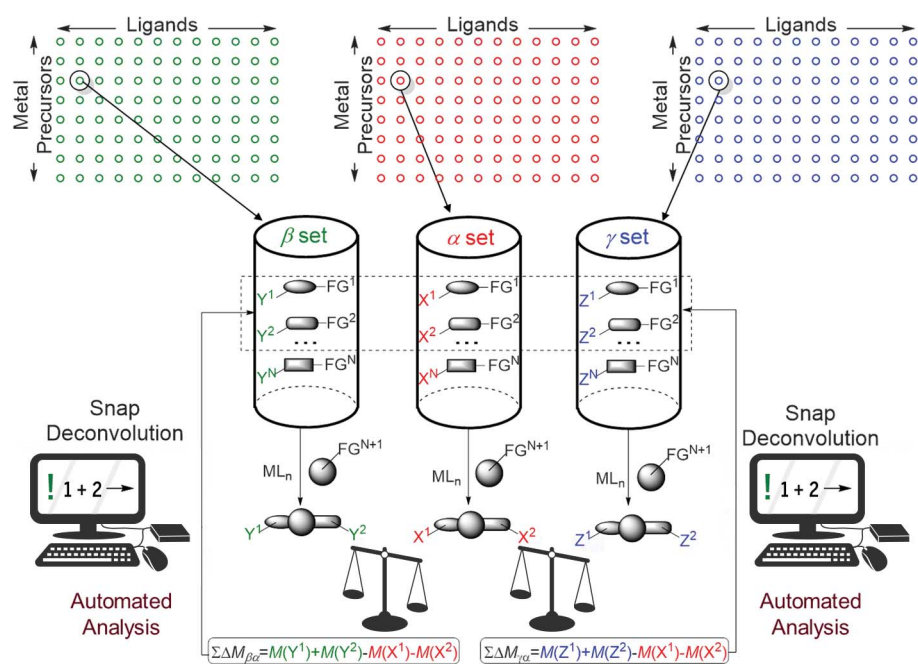 Ligands
Metal
Precursors
Ligands
Metal
Precursors
Ligands
Metal
Precursors
β set
Y¹ FG¹
Y² FG²
...
Yᴺ FGᴺ
α set
X¹ FG¹
X² FG²
...
Xᴺ FGᴺ
γ set
Z¹ FG¹
Z² FG²
...
Zᴺ FGᴺ
Snap
Deconvolution
! 1 + 2
Automated
Analysis
MLₙ FGᴺ⁺¹
Y¹ Y²
MLₙ FGᴺ⁺¹
X¹ X²
MLₙ FGᴺ⁺¹
Z¹ Z²
Snap
Deconvolution
! 1 + 2
Automated
Analysis
ΣΔM_βα=M(Y¹)+M(Y²)-M(X¹)-M(X²)
ΣΔM_γα=M(Z¹)+M(Z²)-M(X¹)-M(X²)